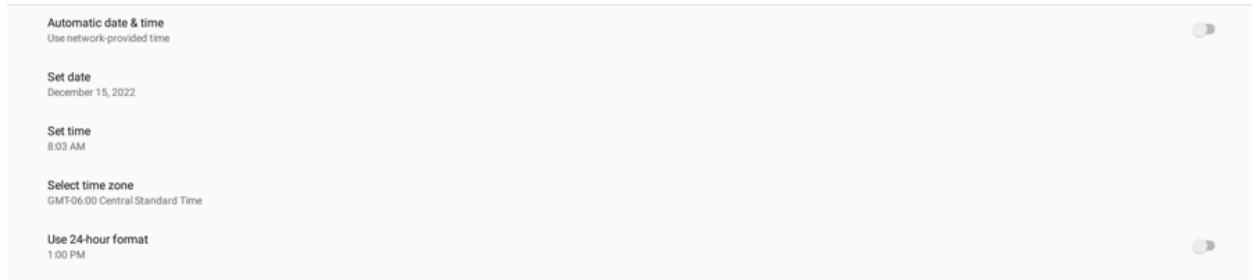 Automatic date & time
Use network-provided time
Set date
December 15, 2022
Set time
8:03 AM
Select time zone
GMT-06:00 Central Standard Time
Use 24-hour format
1:00 PM